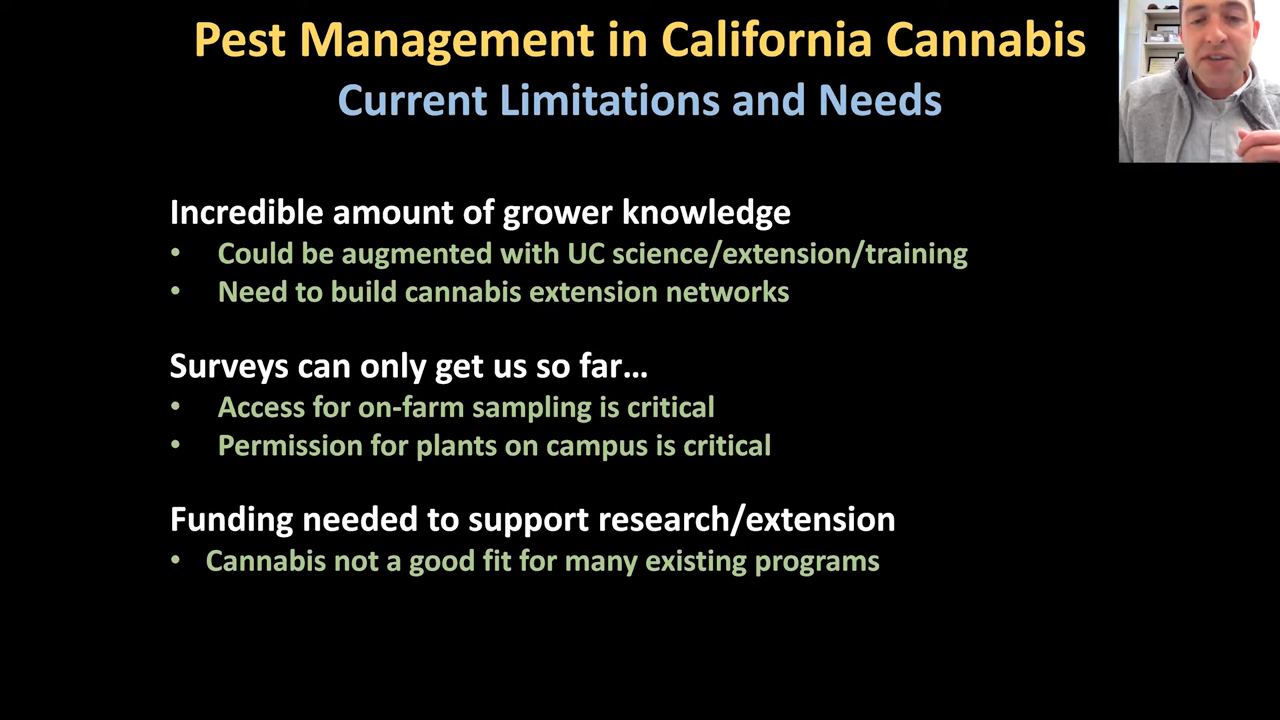 Pest Management in California Cannabis
Current Limitations and Needs
Incredible amount of grower knowledge
• Could be augmented with UC science/extension/training
• Need to build cannabis extension networks
Surveys can only get us so far…
• Access for on-farm sampling is critical
• Permission for plants on campus is critical
Funding needed to support research/extension
• Cannabis not a good fit for many existing programs